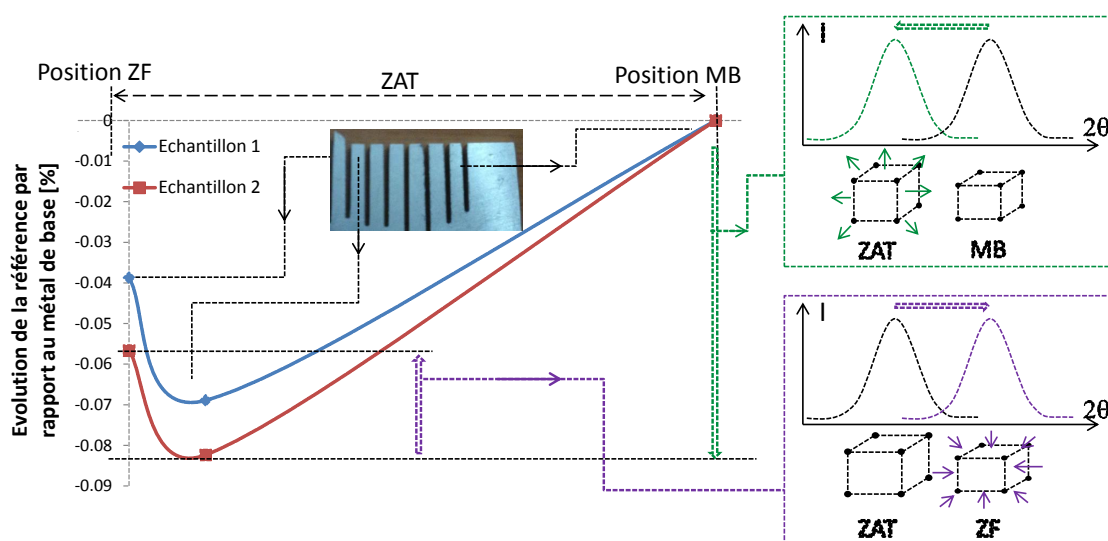 Position ZF
ZAT
Position MB
Evolution de la référence par
rapport au métal de base [%]
0
-0.01
-0.02
-0.03
-0.04
-0.05
-0.06
-0.07
-0.08
-0.09
Echantillon 1
Echantillon 2
I
2θ
ZAT
MB
I
2θ
ZAT
ZF